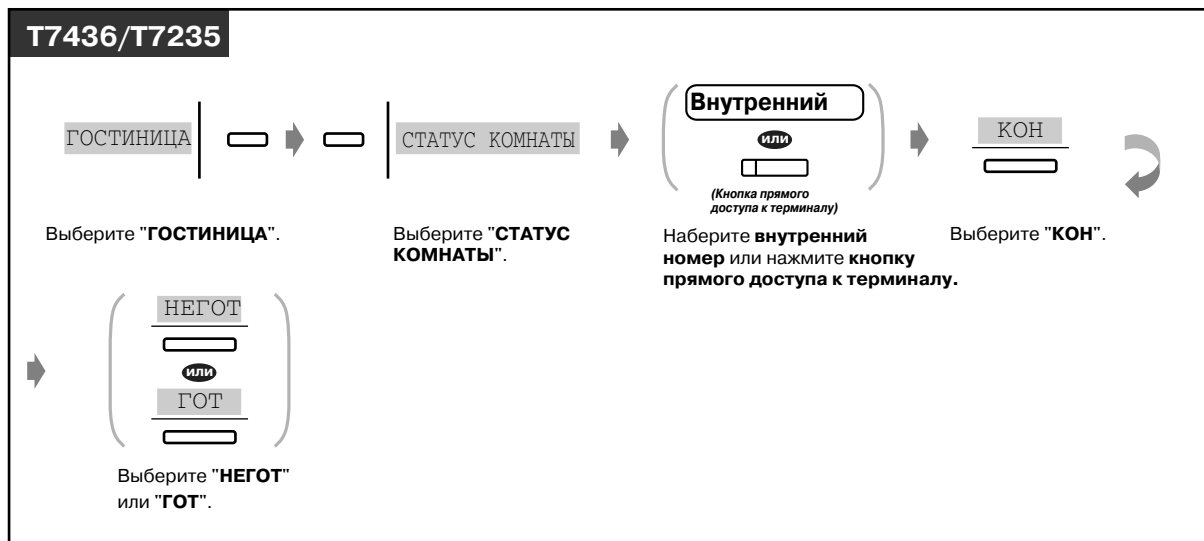 T7436/T7235
ГОСТИНИЦА
СТАТУС КОМНАТЫ
Внутренний
или
(Кнопка прямого
доступа к терминалу)
КОН
Выберите "ГОСТИНИЦА".
Выберите "СТАТУС
КОМНАТЫ".
Наберите внутренний
номер или нажмите кнопку
прямого доступа к терминалу.
Выберите "КОН".
НЕГОТ
или
ГОТ
Выберите "НЕГОТ"
или "ГОТ".